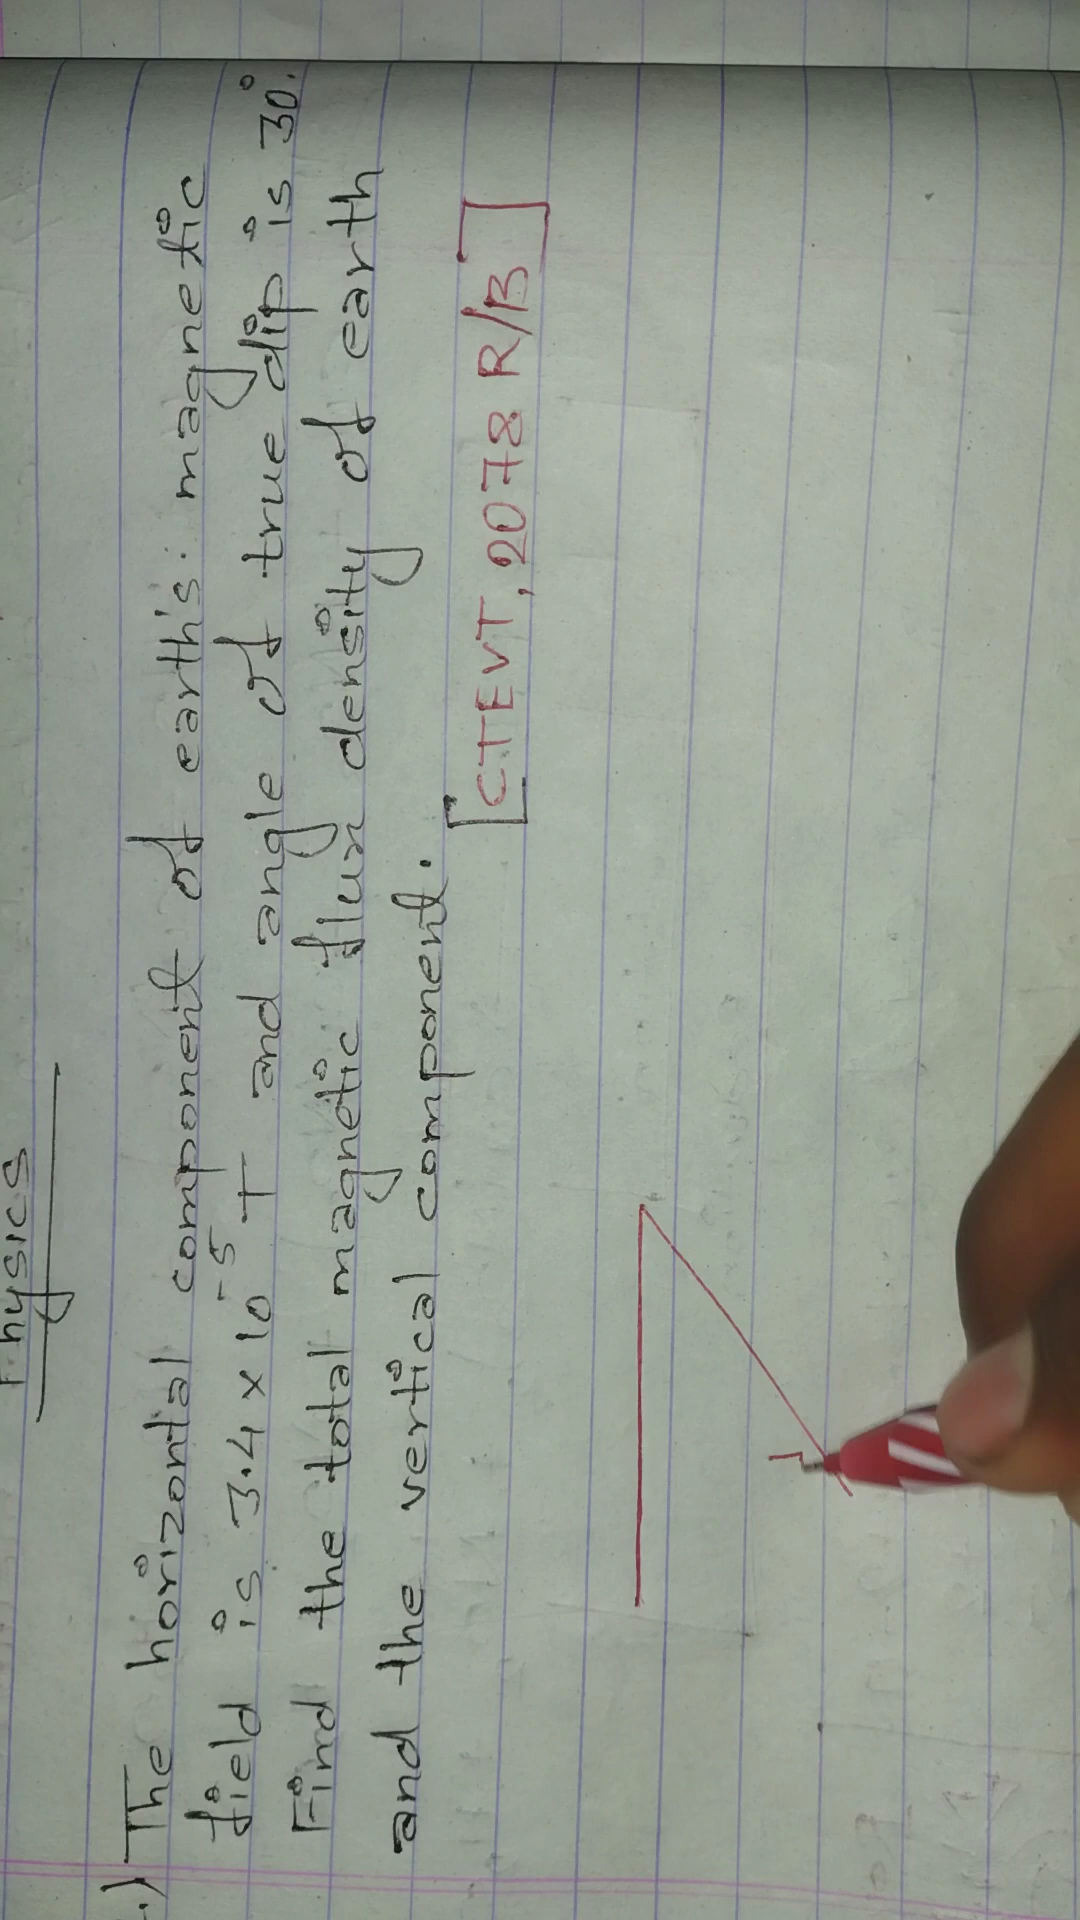 Physics
.) The horizontal component of earth's magnetic
field is 3.4 × 10⁻⁵ T and angle of true dip is 30°.
Find the total magnetic flux density of earth
and the vertical component.
[CTEVT, 2078 R/B]